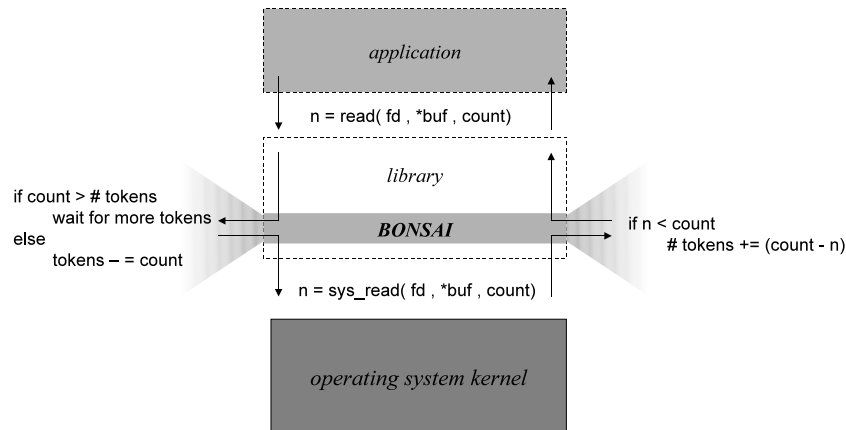 application
n = read( fd , *buf , count)
library
if count > # tokens
wait for more tokens
else
tokens – = count
BONSAI
if n < count
# tokens += (count - n)
n = sys_read( fd , *buf , count)
operating system kernel